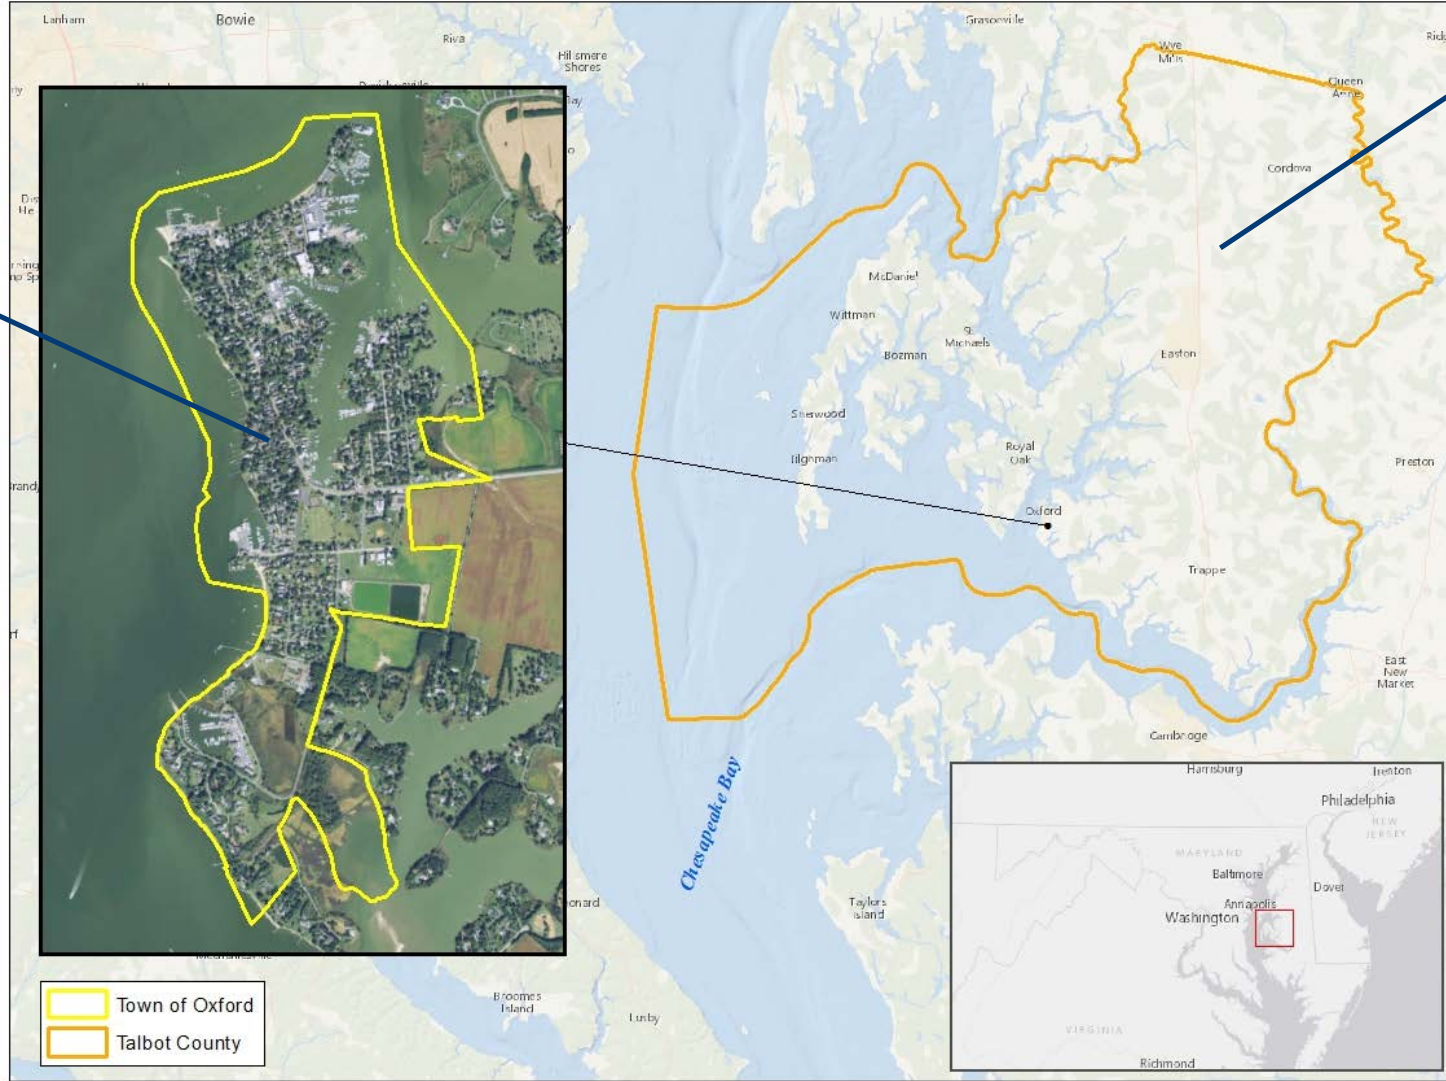 Lanham
Bowie
Riva
Hillsmere
Shores
Grasonville
Wye
Mills
Queen
Anne
Cordova
McDaniel
Wittman
St.
Michaels
Bozman
Easton
Sherwood
Tilghman
Royal
Oak
Oxford
Preston
Trappe
East
New
Market
Cambridge
Chesapeake Bay
Taylors
Island
Broomes
Island
Lusby
Town of Oxford
Talbot County
Harrisburg
Trenton
Philadelphia
NEW
JERSEY
MARYLAND
Baltimore
Dover
Annapolis
Washington
VIRGINIA
Richmond